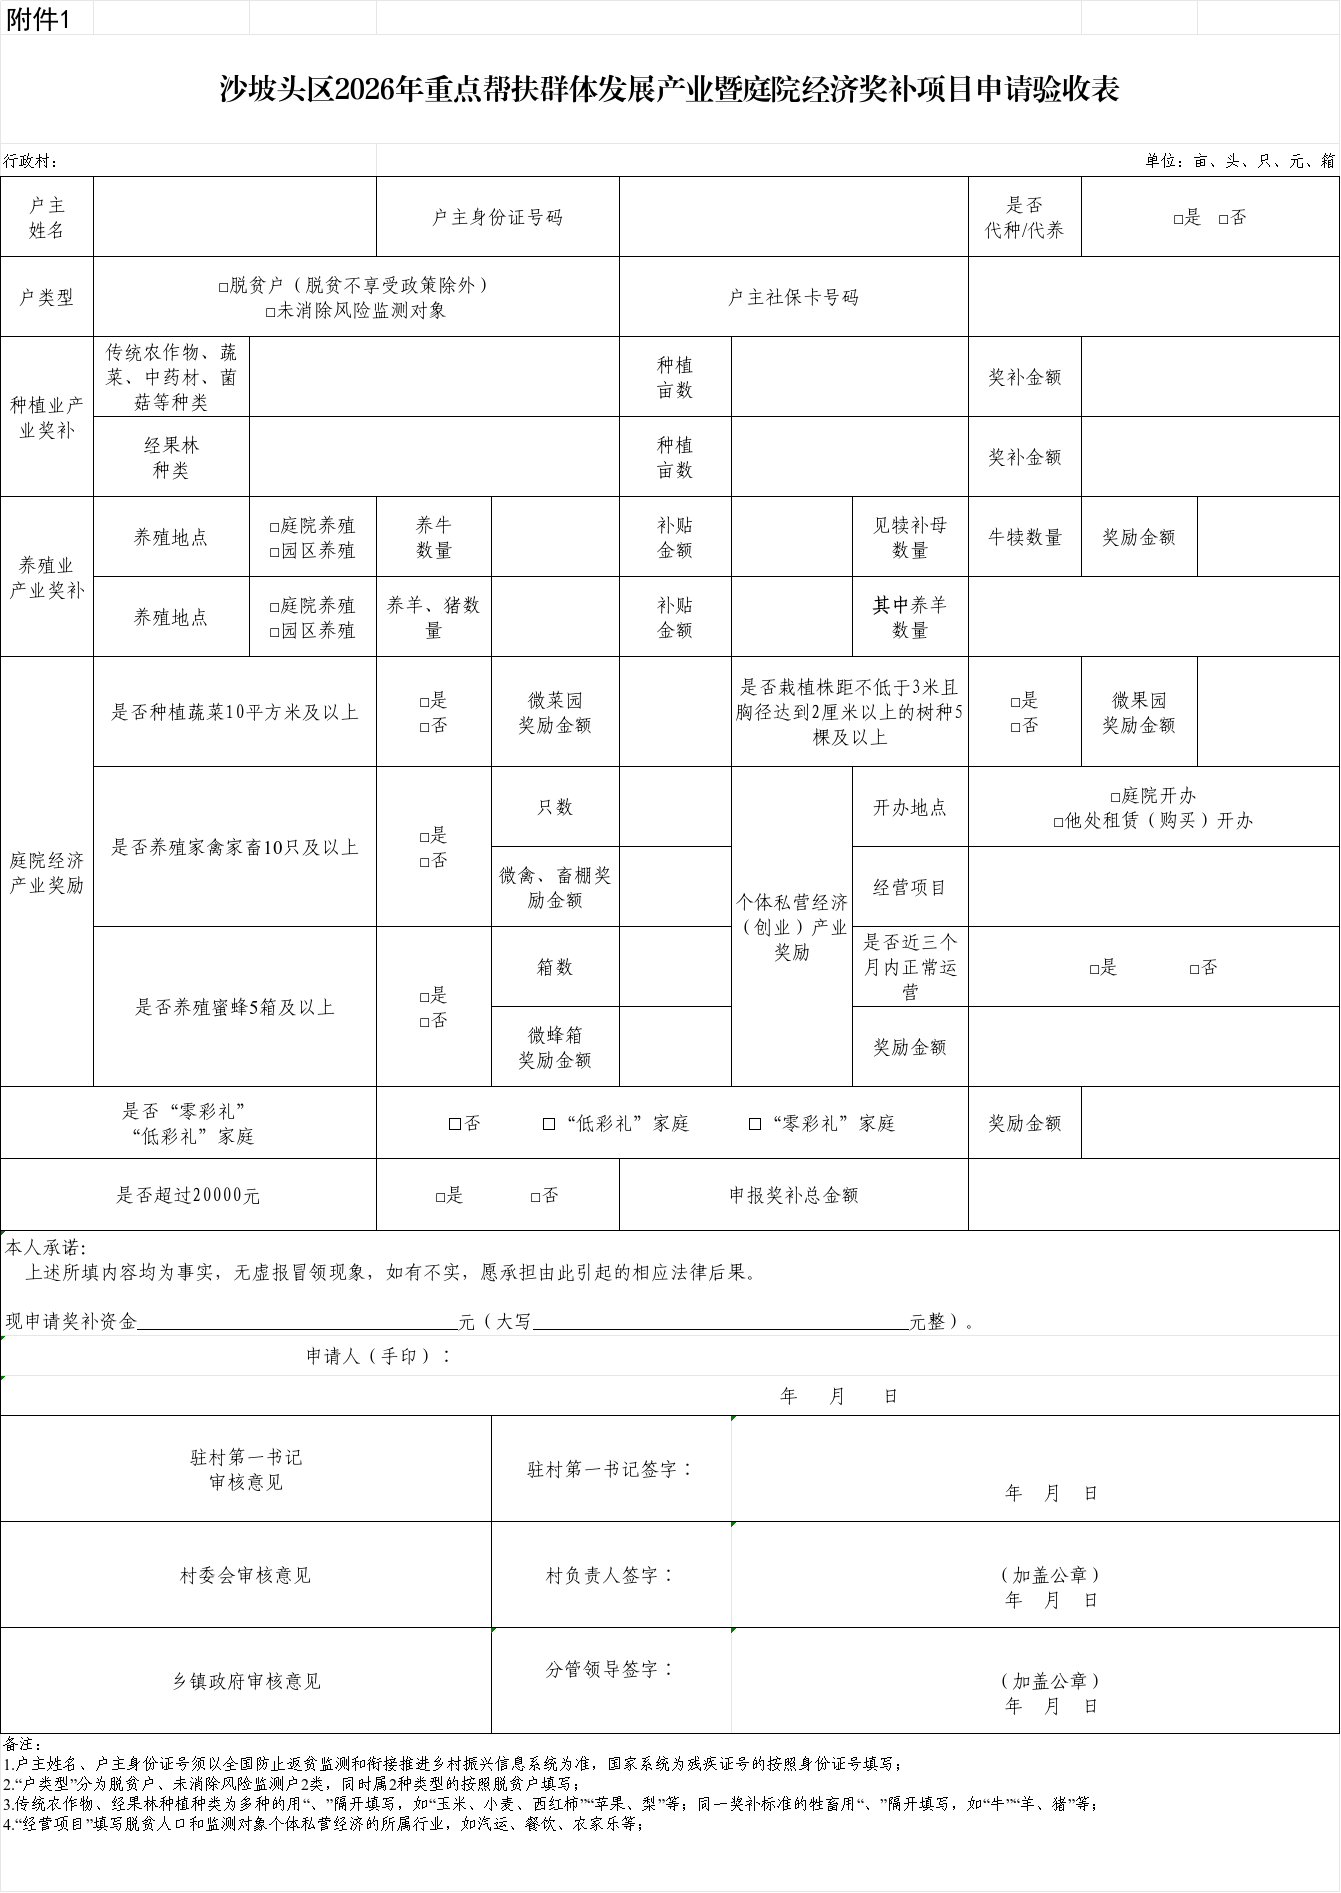 附件1
沙坡头区2026年重点帮扶群体发展产业暨庭院经济奖补项目申请验收表
行政村： 单位：亩、头、只、元、箱
户主
姓名
户主身份证号码
是否
代种/代养
□是 □否
户类型
□脱贫户（脱贫不享受政策除外）
□未消除风险监测对象
户主社保卡号码
种植业产
业奖补
传统农作物、蔬
菜、中药材、菌
菇等种类
种植
亩数
奖补金额
经果林
种类
种植
亩数
奖补金额
养殖业
产业奖补
养殖地点
□庭院养殖
□园区养殖
养牛
数量
补贴
金额
见犊补母
数量
牛犊数量
奖励金额
养殖地点
□庭院养殖
□园区养殖
养羊、猪数
量
补贴
金额
其中养羊
数量
庭院经济
产业奖励
是否种植蔬菜10平方米及以上
□是
□否
微菜园
奖励金额
是否栽植株距不低于3米且
胸径达到2厘米以上的树种5
棵及以上
□是
□否
微果园
奖励金额
是否养殖家禽家畜10只及以上
□是
□否
只数
微禽、畜棚奖
励金额
个体私营经济
（创业）产业
奖励
开办地点
□庭院开办
□他处租赁（购买）开办
经营项目
是否养殖蜜蜂5箱及以上
□是
□否
箱数
微蜂箱
奖励金额
是否近三个
月内正常运
营
□是 □否
奖励金额
是否“零彩礼”
“低彩礼”家庭
□否 □“低彩礼”家庭 □“零彩礼”家庭
奖励金额
是否超过20000元
□是 □否
申报奖补总金额
本人承诺:
上述所填内容均为事实，无虚报冒领现象，如有不实，愿承担由此引起的相应法律后果。
现申请奖补资金________________元（大写________________元整）。
申请人（手印）：
年 月 日
驻村第一书记
审核意见
驻村第一书记签字：
年 月 日
村委会审核意见
村负责人签字：
（加盖公章）
年 月 日
乡镇政府审核意见
分管领导签字：
（加盖公章）
年 月 日
备注：
1.户主姓名、户主身份证号须以全国防止返贫监测和衔接推进乡村振兴信息系统为准，国家系统为残疾证号的按照身份证号填写；
2.“户类型”分为脱贫户、未消除风险监测户2类，同时属2种类型的按照脱贫户填写；
3.传统农作物、经果林种植种类为多种的用“、”隔开填写，如“玉米、小麦、西红柿”“苹果、梨”等；同一奖补标准的牲畜用“、”隔开填写，如“牛”“羊、猪”等；
4.“经营项目”填写脱贫人口和监测对象个体私营经济的所属行业，如汽运、餐饮、农家乐等；